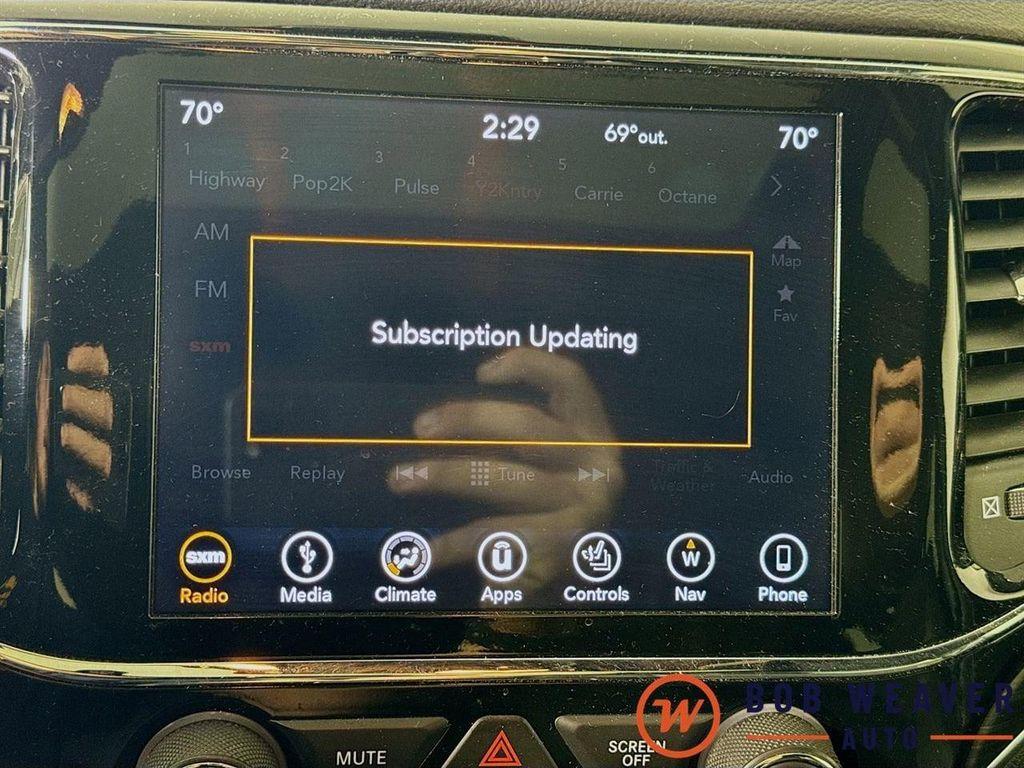 70°
2:29
69°out.
70°
1
2
3
4
5
6
Highway
Pop2K
Pulse
Y2Kntry
Carrie
Octane
AM
Map
FM
Fav
sxm
Subscription Updating
Browse
Replay
Tune
Traffic &
Weather
Audio
sxm
W
Radio
Media
Climate
Apps
Controls
Nav
Phone
W
BOB WEAVER
AUTO
MUTE
SCREEN
OFF